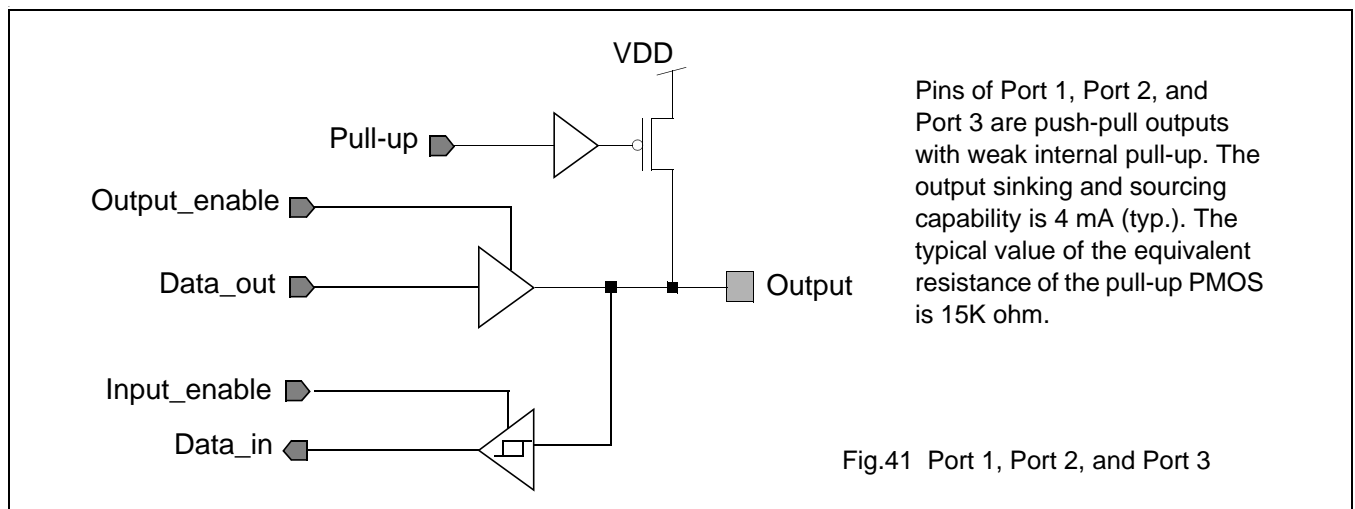 VDD
Pull-up
Output_enable
Data_out
Output
Input_enable
Data_in
Pins of Port 1, Port 2, and
Port 3 are push-pull outputs
with weak internal pull-up. The
output sinking and sourcing
capability is 4 mA (typ.). The
typical value of the equivalent
resistance of the pull-up PMOS
is 15K ohm.
Fig.41 Port 1, Port 2, and Port 3